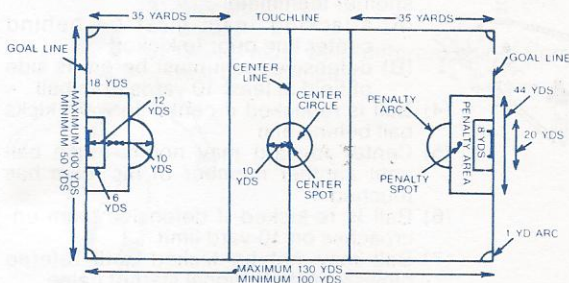 35 YARDS
TOUCHLINE
35 YARDS
GOAL LINE
GOAL LINE
18 YDS
12
YDS
10
YDS
6
YDS
MINIMUM 50 YDS
MAXIMUM 100 YDS
CENTER
LINE
CENTER
CIRCLE
10
YDS
CENTER
SPOT
PENALTY
ARC
PENALTY
SPOT
PENALTY AREA
8 YDS
44 YDS
20
YDS
1 YD ARC
MAXIMUM 130 YDS
MINIMUM 100 YDS